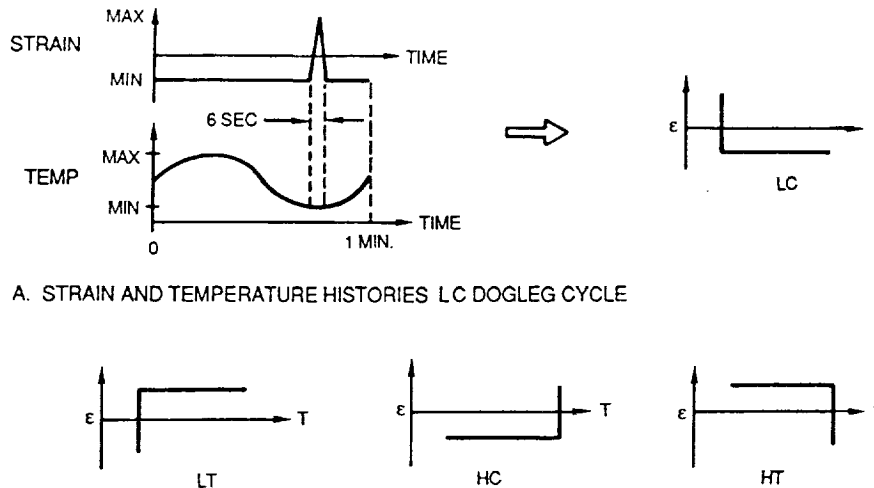 MAX
STRAIN
TIME
MIN
6 SEC
MAX
TEMP
MIN
TIME
0
1 MIN.
ε
LC
A. STRAIN AND TEMPERATURE HISTORIES LC DOGLEG CYCLE
ε
T
LT
ε
T
HC
ε
HT